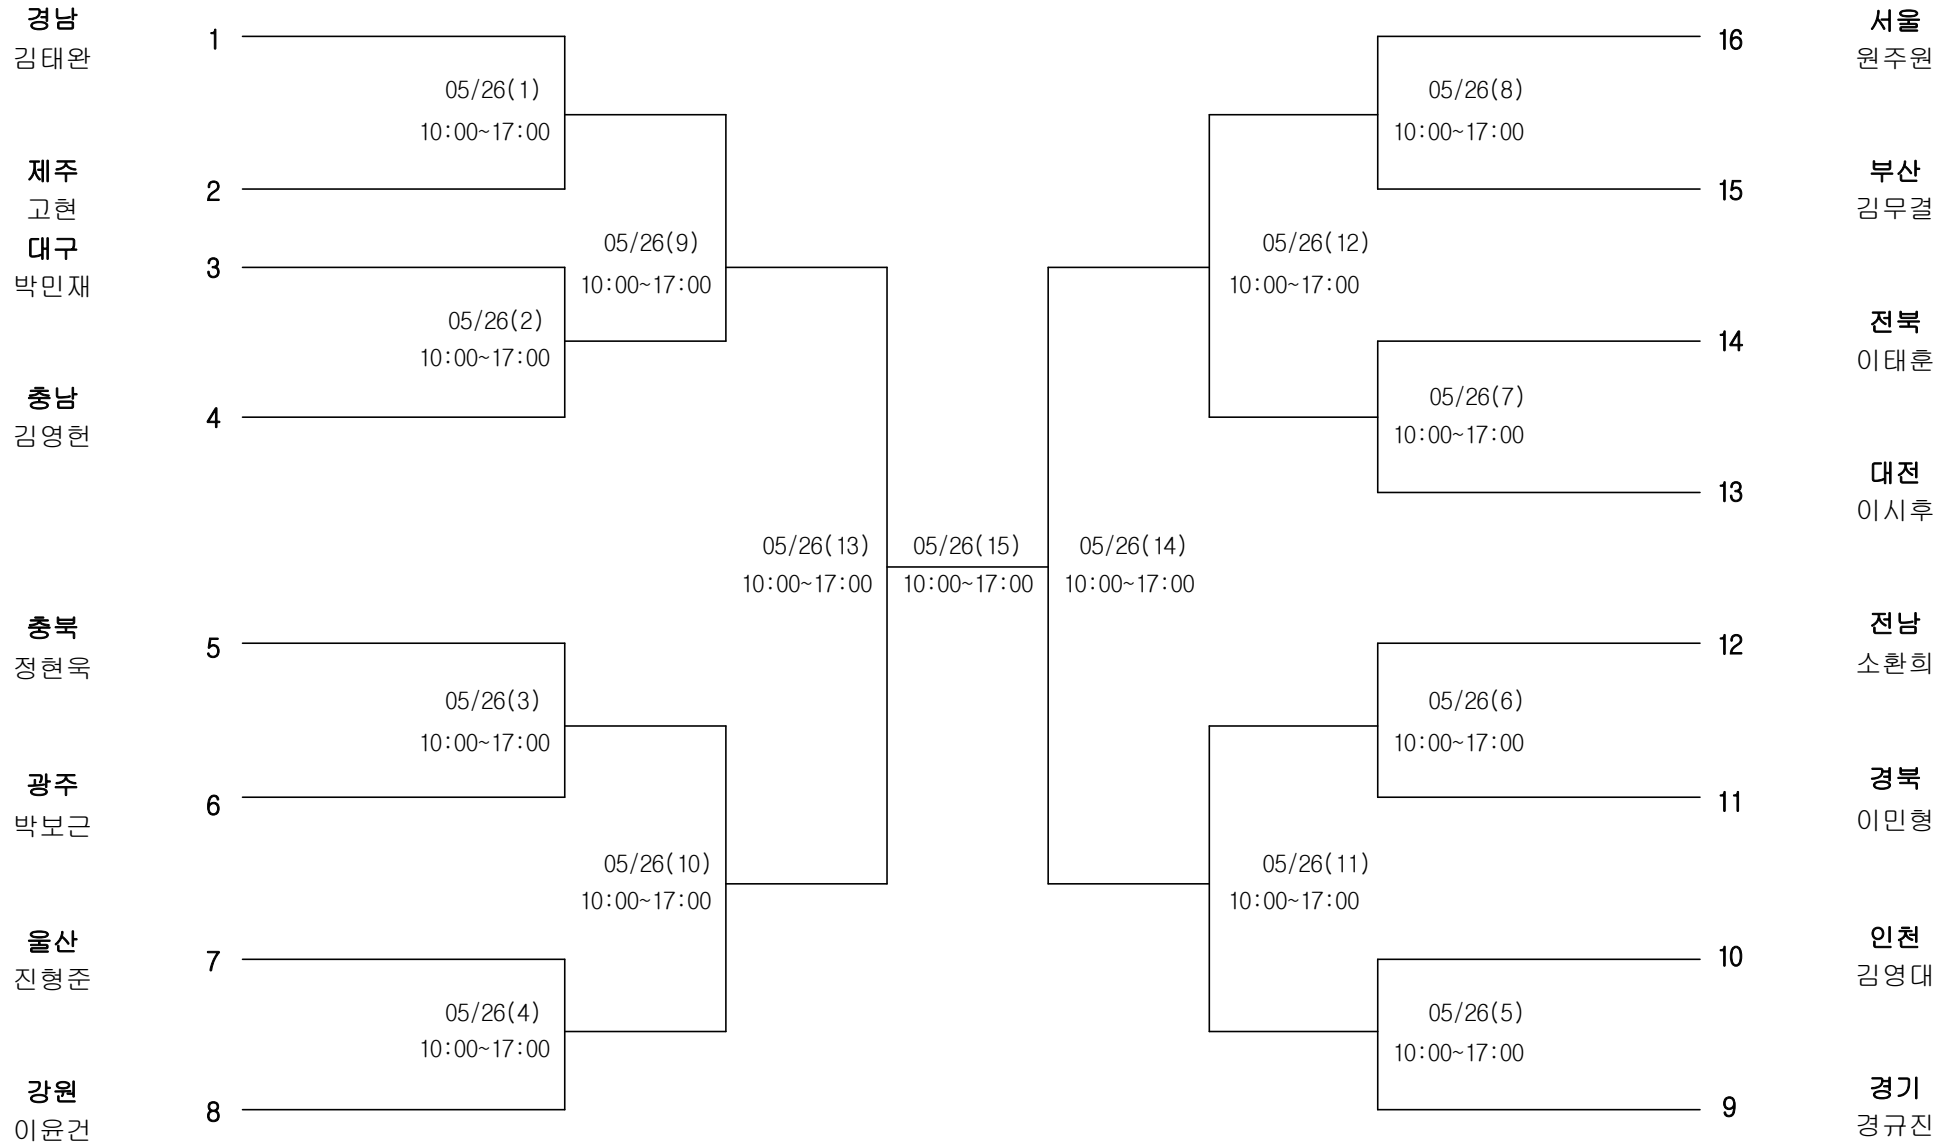 경남
김태완
1
05/26(1)
10:00~17:00
제주
고현
2
대구
박민재
3
05/26(9)
10:00~17:00
05/26(2)
10:00~17:00
충남
김영헌
4
05/26(13)
10:00~17:00
충북
정현욱
5
05/26(3)
10:00~17:00
광주
박보근
6
05/26(10)
10:00~17:00
울산
진형준
7
05/26(4)
10:00~17:00
강원
이윤건
8
05/26(15)
10:00~17:00
서울
원주원
16
05/26(8)
10:00~17:00
부산
김무결
15
05/26(12)
10:00~17:00
전북
이태훈
14
05/26(7)
10:00~17:00
대전
이시후
13
05/26(14)
10:00~17:00
전남
소환희
12
05/26(6)
10:00~17:00
경북
이민형
11
05/26(11)
10:00~17:00
인천
김영대
10
05/26(5)
10:00~17:00
경기
경규진
9